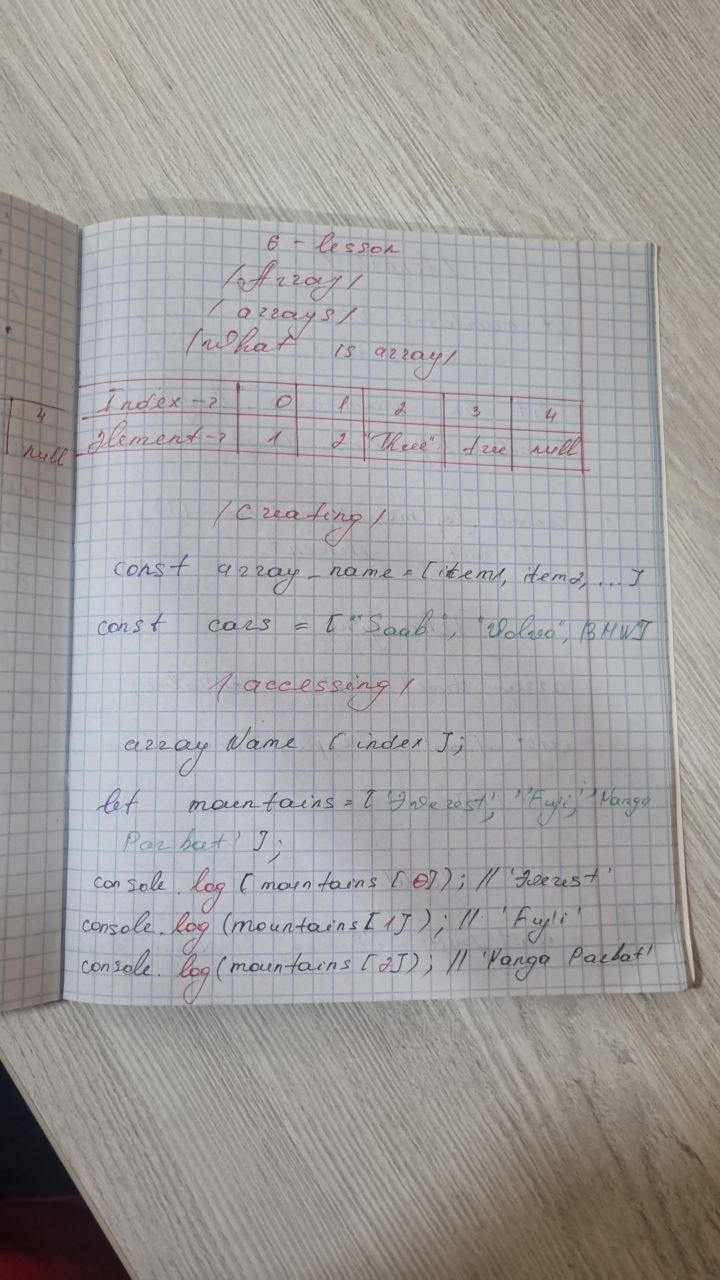 6 - lesson
/Array/
/arrays/
/What is array/
Index -> 0 1 2 3 4
Element -> 1 2 "Three" true null
4
null
/Creating/
const array_name = [item1, item2, ...]
const cars = ["Saab", "Volvo", BMW]
/accessing/
array Name [index];
let mountains = ['Everest', 'Fuji', 'Nanga
Parbat'];
console.log(mountains[0]); // 'Everest'
console.log(mountains[1]); // 'Fuji'
console.log(mountains[2]); // 'Nanga Parbat'